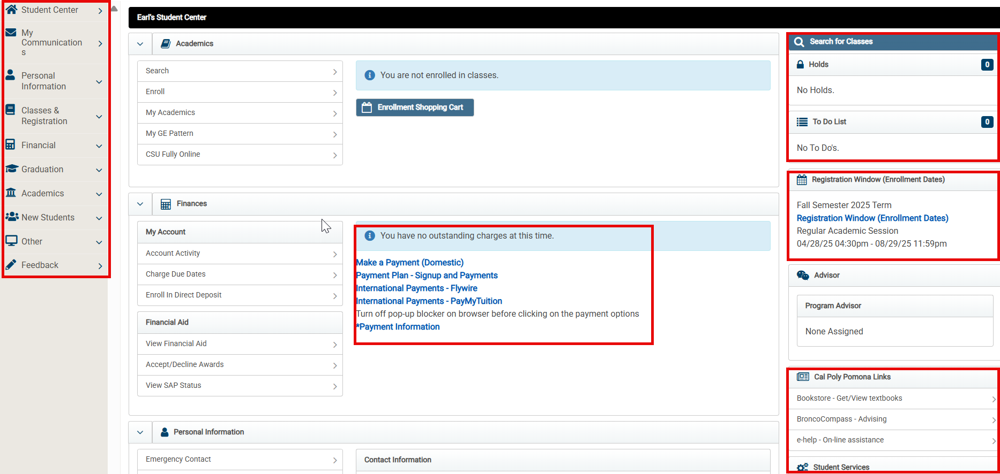 Student Center
My
Communication
s
Personal
Information
Classes &
Registration
Financial
Graduation
Academics
New Students
Other
Feedback
Earl's Student Center
Academics
Search
Enroll
My Academics
My GE Pattern
CSU Fully Online
You are not enrolled in classes.
Enrollment Shopping Cart
Finances
My Account
Account Activity
Charge Due Dates
Enroll In Direct Deposit
Financial Aid
View Financial Aid
Accept/Decline Awards
View SAP Status
You have no outstanding charges at this time.
Make a Payment (Domestic)
Payment Plan - Signup and Payments
International Payments - Flywire
International Payments - PayMyTuition
Turn off pop-up blocker on browser before clicking on the payment options
*Payment Information
Personal Information
Emergency Contact
Contact Information
Search for Classes
Holds
0
No Holds.
To Do List
0
No To Do's.
Registration Window (Enrollment Dates)
Fall Semester 2025 Term
Registration Window (Enrollment Dates)
Regular Academic Session
04/28/25 04:30pm - 08/29/25 11:59pm
Advisor
Program Advisor
None Assigned
Cal Poly Pomona Links
Bookstore - Get/View textbooks
BroncoCompass - Advising
e-help - On-line assistance
Student Services